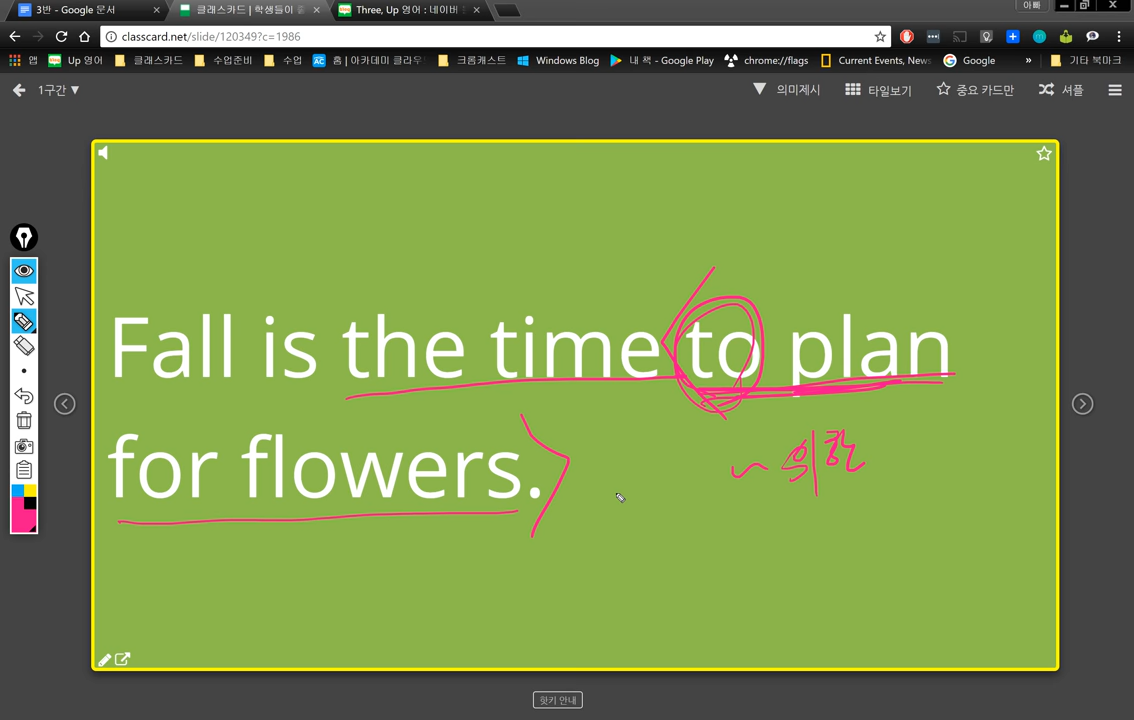 3반 - Google 문서
클래스카드 | 학생들이 좋
Three, Up 영어 : 네이버
아빠
classcard.net/slide/120349?c=1986
앱 Up 영어 클래스카드 수업준비 수업 홈 | 아카데미 클라우 크롬캐스트 Windows Blog 내 책 - Google Play chrome://flags Current Events, News Google » 기타 북마크
1구간 ▼ ▼ 의미제시 타일보기 중요 카드만 셔플
Fall is the time to plan
for flowers.
~ 위한
핫키 안내